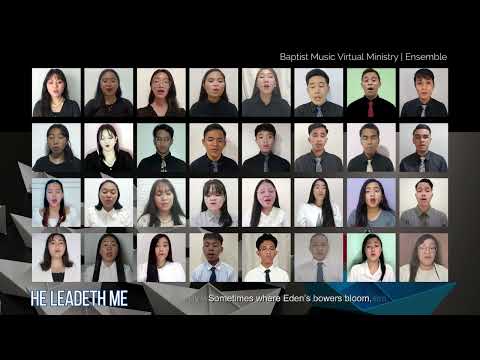 Baptist Music Virtual Ministry | Ensemble
HE LEADETH ME
Sometimes where Eden's bowers bloom,